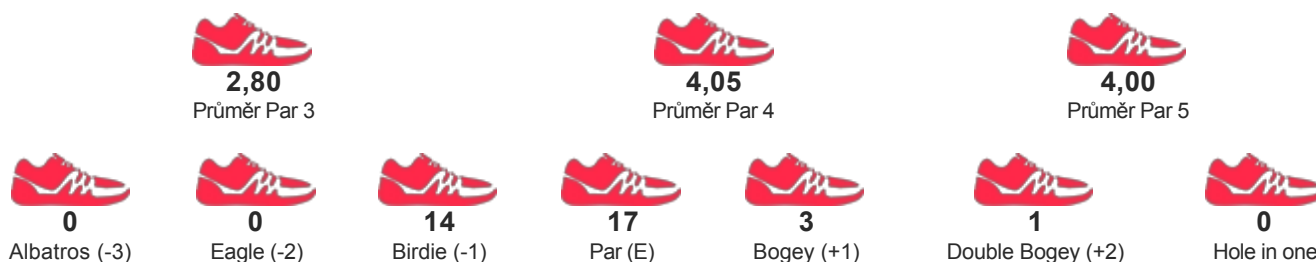 2,80 4,05 4,00
Průměr Par 3 Průměr Par 4 Průměr Par 5
0 0 14 17 3 1 0
Albatros (-3) Eagle (-2) Birdie (-1) Par (E) Bogey (+1) Double Bogey (+2) Hole in one